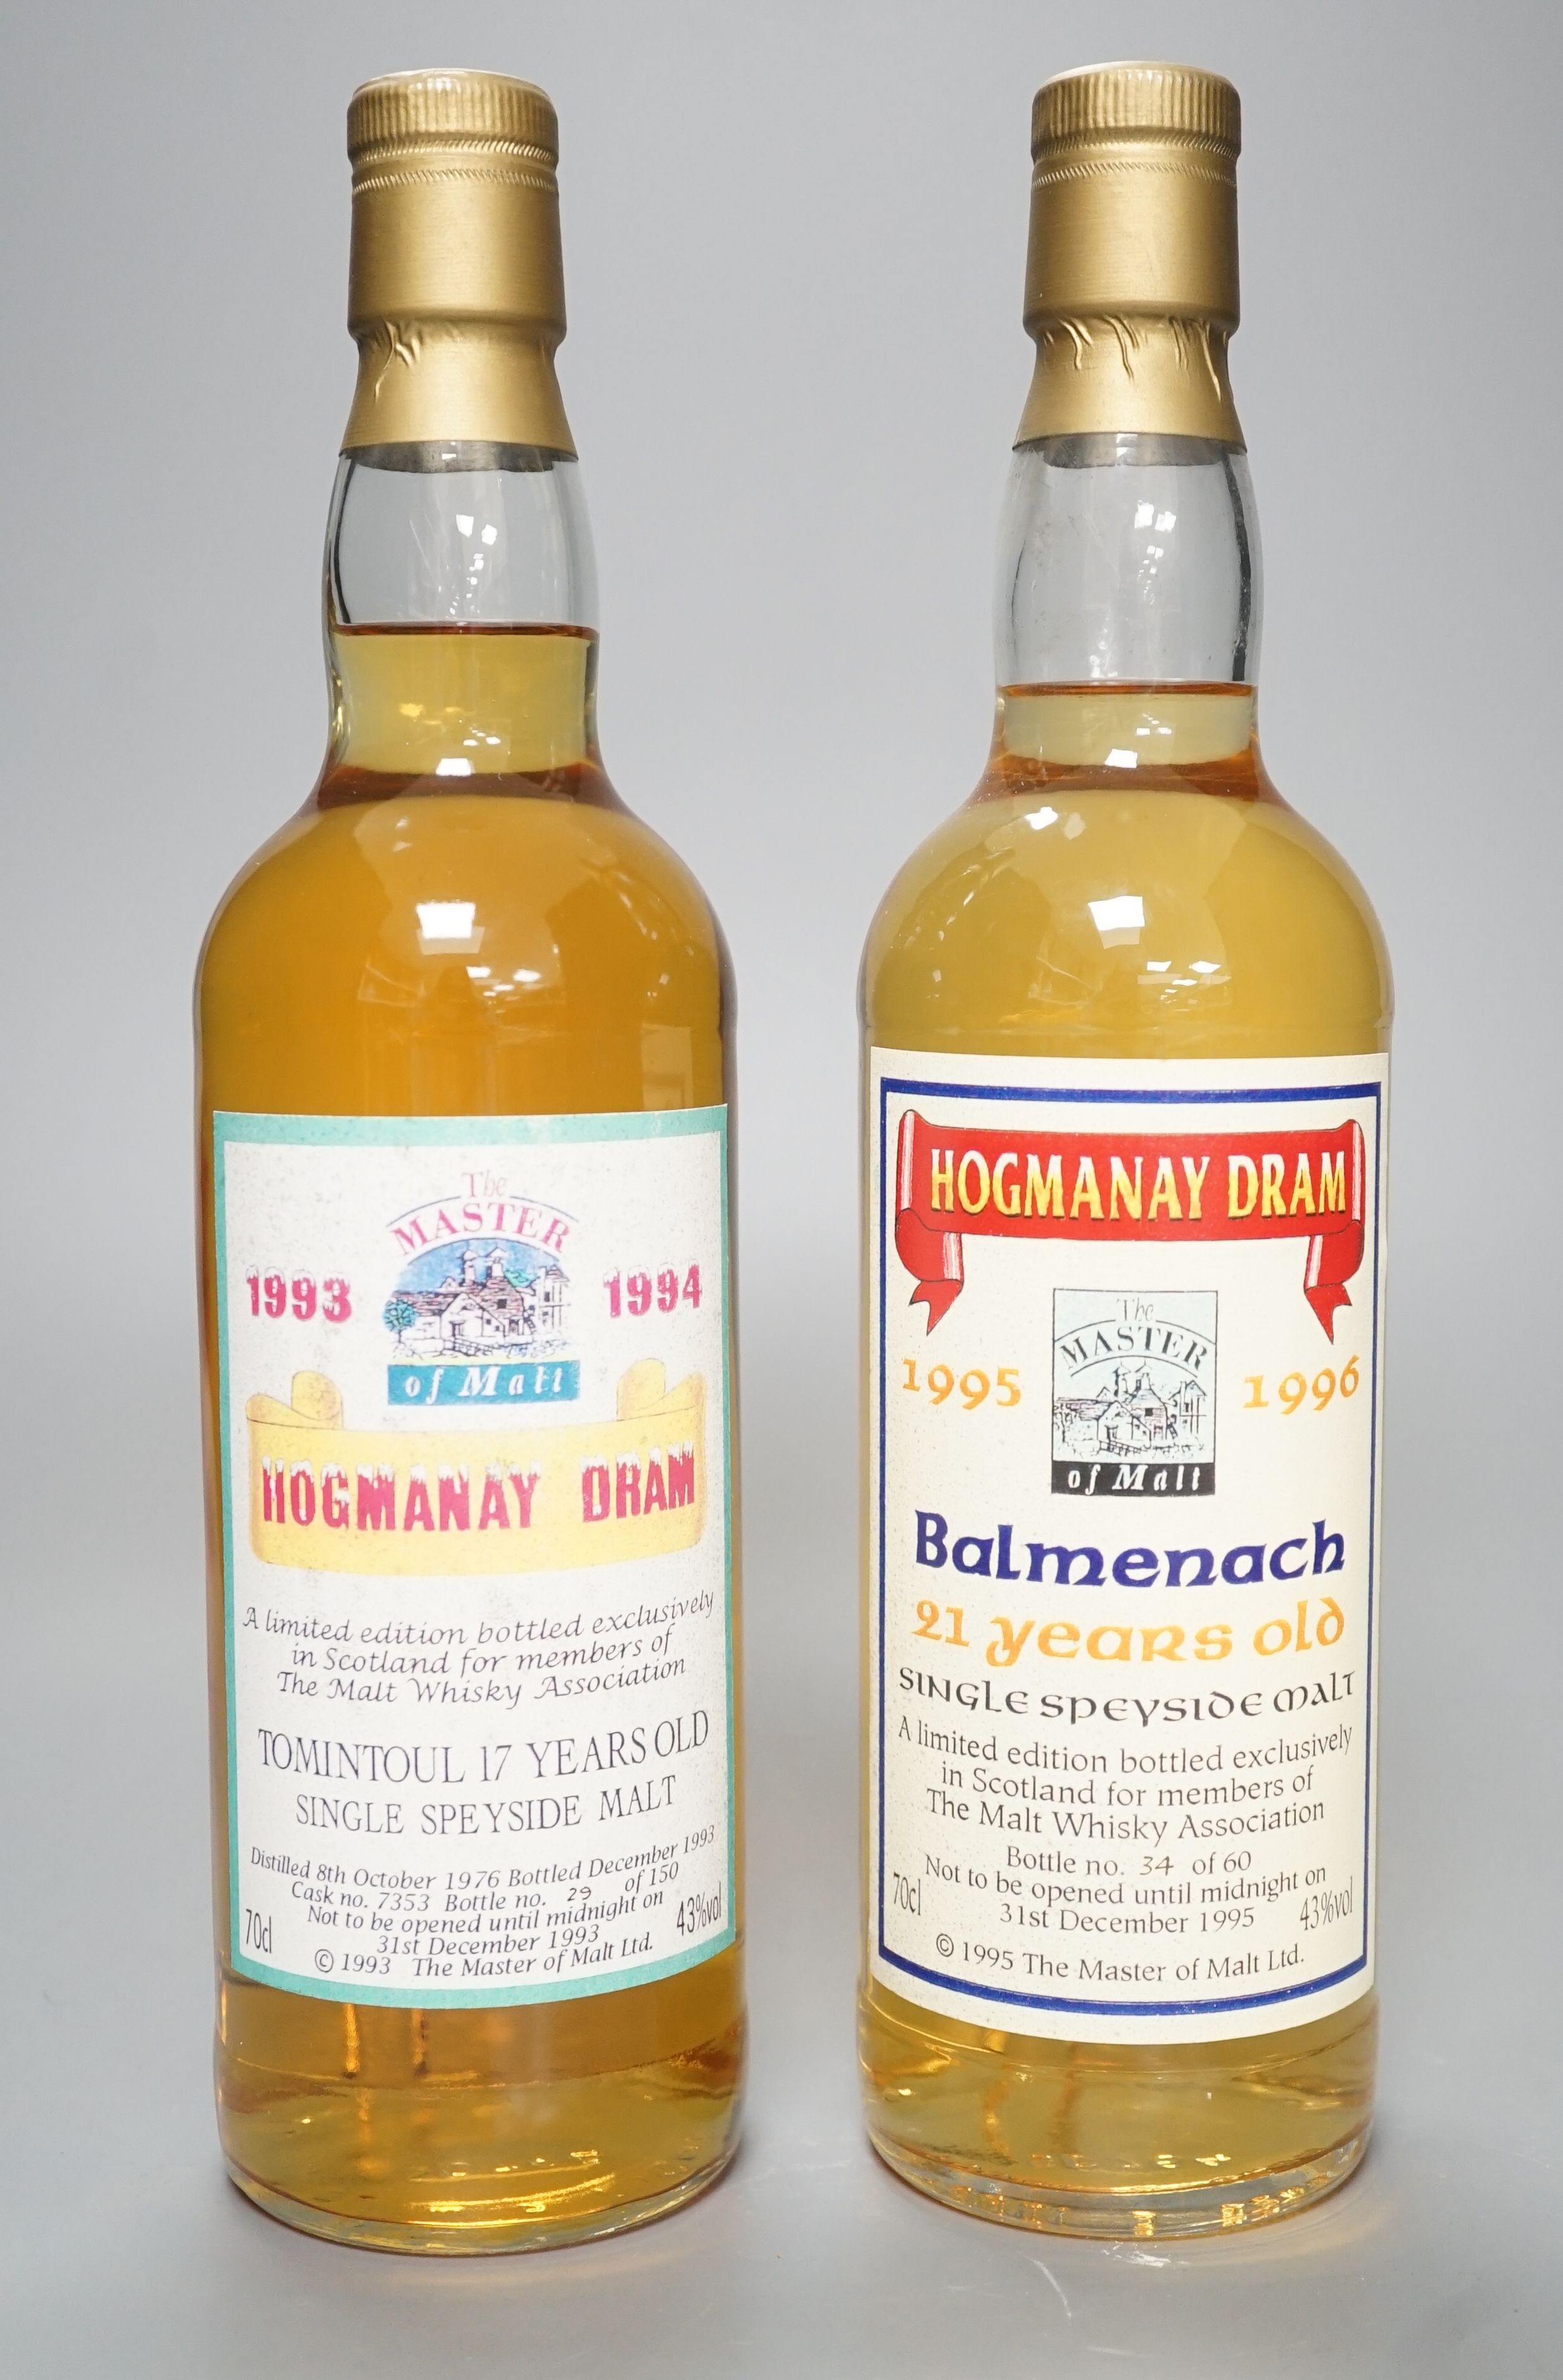 The
MASTER
of Malt
1993 1994
HOGMANAY DRAM
A limited edition bottled exclusively
in Scotland for members of
The Malt Whisky Association
TOMINTOUL 17 YEARS OLD
SINGLE SPEYSIDE MALT
Distilled 8th October 1976 Bottled December 1993
Cask no. 7353 Bottle no. 29 of 150
Not to be opened until midnight on
31st December 1993
70cl 43%vol
© 1993 The Master of Malt Ltd.
HOGMANAY DRAM
The
MASTER
of Malt
1995 1996
Balmenach
21 years old
SINGLE SPEYSIDE MALT
A limited edition bottled exclusively
in Scotland for members of
The Malt Whisky Association
Bottle no. 34 of 60
Not to be opened until midnight on
31st December 1995
70cl 43%vol
© 1995 The Master of Malt Ltd.